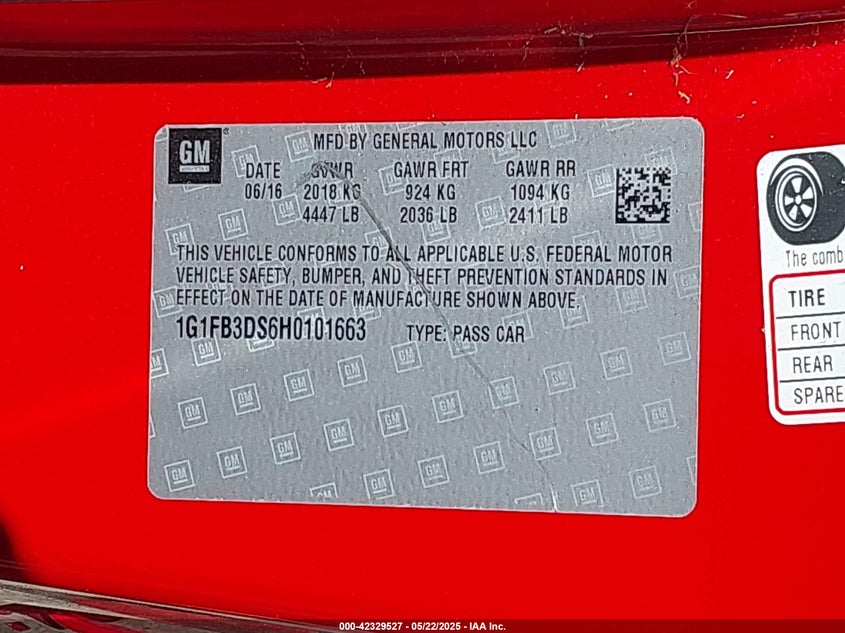 GM
MFD BY GENERAL MOTORS LLC
DATE GVWR GAWR FRT GAWR RR
06/16 2018 KG 924 KG 1094 KG
4447 LB 2036 LB 2411 LB
THIS VEHICLE CONFORMS TO ALL APPLICABLE U.S. FEDERAL MOTOR
VEHICLE SAFETY, BUMPER, AND THEFT PREVENTION STANDARDS IN
EFFECT ON THE DATE OF MANUFACTURE SHOWN ABOVE.
1G1FB3DS6H0101663 TYPE: PASS CAR
The comb
TIRE
FRONT
REAR
SPARE
000-42329527 - 05/22/2025 - IAA Inc.